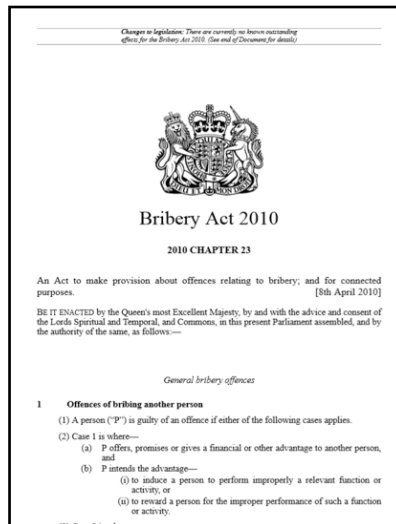 Changes to legislation: There are currently no known outstanding
effects for the Bribery Act 2010. (See end of Document for details)
Bribery Act 2010
2010 CHAPTER 23
An Act to make provision about offences relating to bribery; and for connected
purposes. [8th April 2010]
BE IT ENACTED by the Queen's most Excellent Majesty, by and with the advice and consent of
the Lords Spiritual and Temporal, and Commons, in this present Parliament assembled, and by
the authority of the same, as follows:—
General bribery offences
1 Offences of bribing another person
(1) A person (“P”) is guilty of an offence if either of the following cases applies.
(2) Case 1 is where—
(a) P offers, promises or gives a financial or other advantage to another person,
and
(b) P intends the advantage—
(i) to induce a person to perform improperly a relevant function or
activity, or
(ii) to reward a person for the improper performance of such a function
or activity.